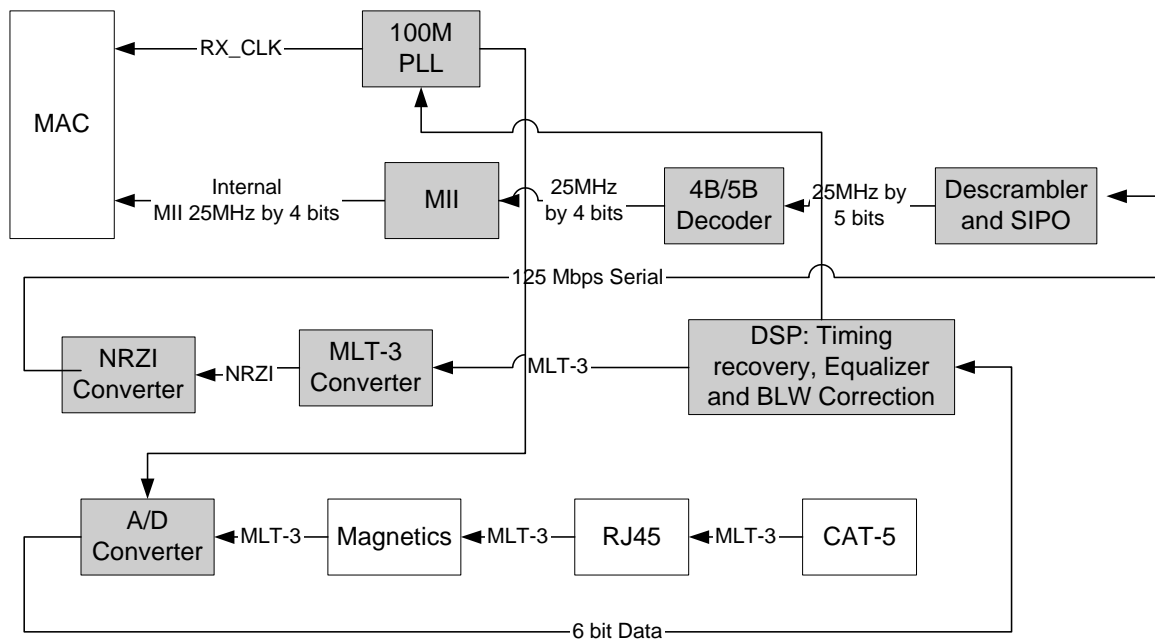 100M
PLL
RX_CLK
MAC
Internal
MII 25MHz by 4 bits
MII
25MHz
by 4 bits
4B/5B
Decoder
25MHz by
5 bits
Descrambler
and SIPO
125 Mbps Serial
NRZI
Converter
NRZI
MLT-3
Converter
MLT-3
DSP: Timing
recovery, Equalizer
and BLW Correction
A/D
Converter
MLT-3
Magnetics
MLT-3
RJ45
MLT-3
CAT-5
6 bit Data